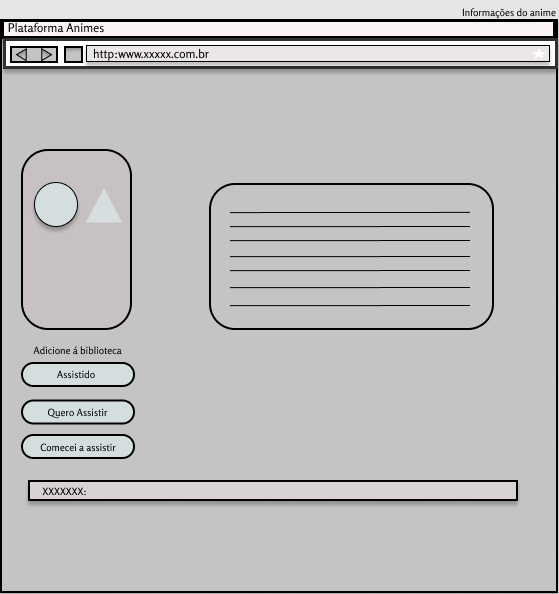 Informações do anime
Plataforma Animes
http:www.xxxxx.com.br
Adicione á biblioteca
Assistido
Quero Assistir
Comecei a assistir
XXXXXXX: